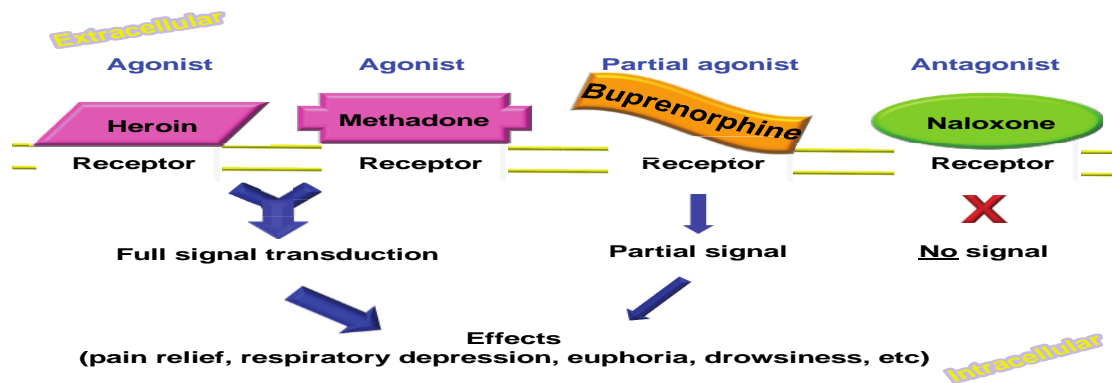 Extracellular
Agonist Agonist Partial agonist Antagonist
Heroin Methadone Buprenorphine Naloxone
Receptor Receptor Receptor Receptor
X
Full signal transduction Partial signal No signal
Effects
(pain relief, respiratory depression, euphoria, drowsiness, etc)
Intracellular